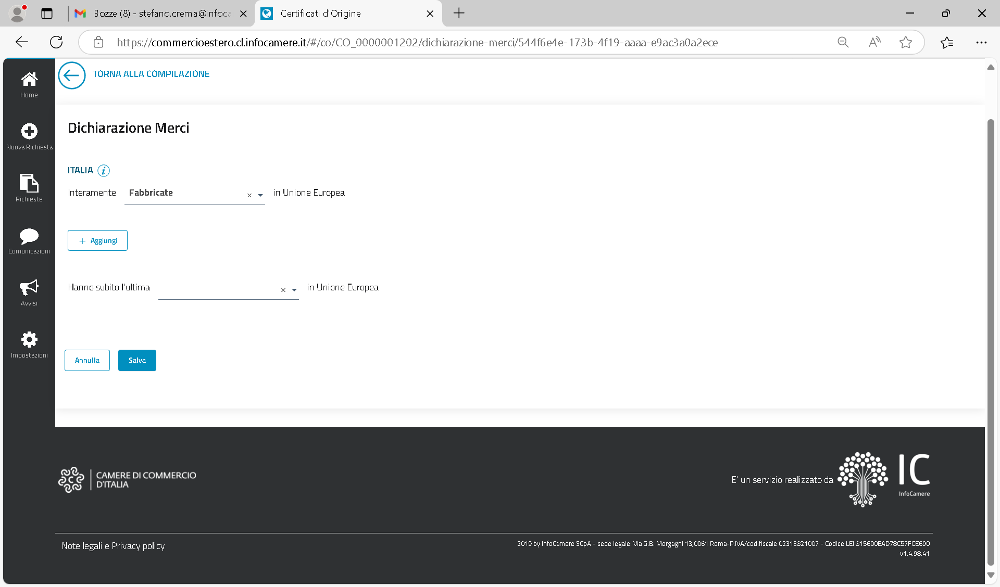 Bozze (8) - stefano.crema@infoca
Certificati d'Origine
https://commercioestero.cl.infocamere.it/#/co/CO_0000001202/dichiarazione-merci/544f6e4e-173b-4f19-aaaa-e9ac3a0a2ece
Home
Nuova Richiesta
Richieste
Comunicazioni
Avvisi
Impostazioni
TORNA ALLA COMPILAZIONE
Dichiarazione Merci
ITALIA i
Interamente Fabbricate × in Unione Europea
+ Aggiungi
Hanno subito l'ultima × in Unione Europea
Annulla Salva
CAMERE DI COMMERCIO
D'ITALIA
E' un servizio realizzato da
IC
InfoCamere
Note legali e Privacy policy
2019 by InfoCamere SCpA - sede legale: Via G.B. Morgagni 13,0061 Roma-P.IVA/cod.fiscale 02313821007 - Codice LEI 815600EAD78C57FCE690
v1.4.98.41